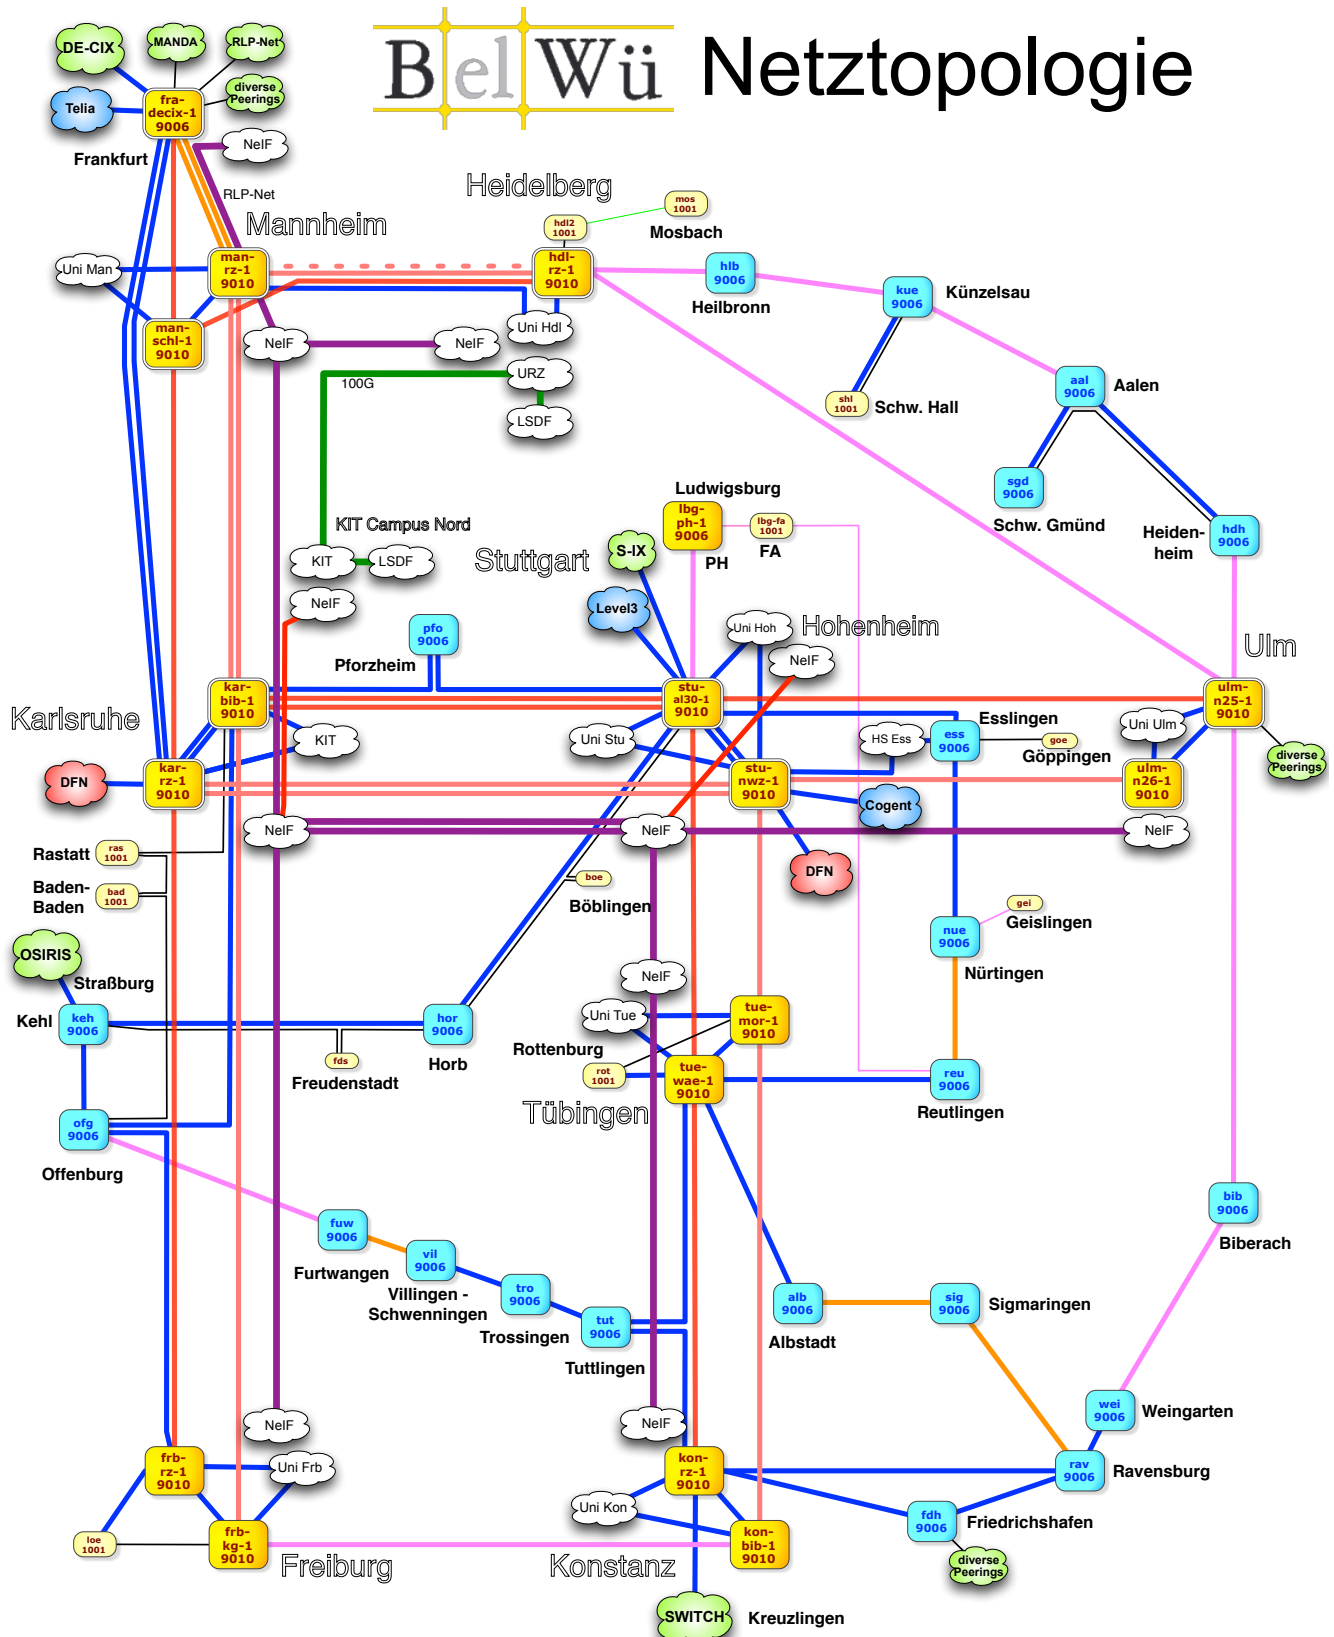 BelWü Netztopologie
DE-CIX
MANDA
RLP-Net
Telia
fra-
decix-1
9006
diverse
Peerings
Frankfurt
NeIF
RLP-Net
Mannheim
Heidelberg
hdl2
1001
mos
1001
Mosbach
Uni Man
man-
rz-1
9010
hdl-
rz-1
9010
hlb
9006
Heilbronn
kue
9006
Künzelsau
man-
schl-1
9010
NeIF
NeIF
Uni Hdl
100G
URZ
LSDF
shl
1001
Schw. Hall
aal
9006
Aalen
sgd
9006
Schw. Gmünd
Heiden-
heim
hdh
9006
KIT Campus Nord
KIT
LSDF
NeIF
Ludwigsburg
lbg-
ph-1
9006
PH
lbg-fa
1001
FA
Stuttgart
S-IX
Level3
Uni Hoh
Hohenheim
NeIF
Ulm
pfo
9006
Pforzheim
Karlsruhe
kar-
bib-1
9010
KIT
stu-
al30-1
9010
Uni Stu
HS Ess
ess
9006
Esslingen
goe
Göppingen
Uni Ulm
ulm-
n25-1
9010
diverse
Peerings
DFN
kar-
rz-1
9010
stu-
nwz-1
9010
Cogent
ulm-
n26-1
9010
NeIF
NeIF
NeIF
DFN
Rastatt
ras
1001
Baden-
Baden
bad
1001
boe
Böblingen
gei
Geislingen
nue
9006
Nürtingen
OSIRIS
Straßburg
Kehl
keh
9006
fds
Freudenstadt
hor
9006
Horb
NeIF
Uni Tue
tue-
mor-1
9010
Rottenburg
rot
1001
tue-
wae-1
9010
Tübingen
reu
9006
Reutlingen
ofg
9006
Offenburg
fuw
9006
Furtwangen
vil
9006
Villingen -
Schwenningen
tro
9006
Trossingen
tut
9006
Tuttlingen
alb
9006
Albstadt
sig
9006
Sigmaringen
bib
9006
Biberach
wei
9006
Weingarten
rav
9006
Ravensburg
NeIF
NeIF
frb-
rz-1
9010
Uni Frb
loe
1001
frb-
kg-1
9010
Freiburg
kon-
rz-1
9010
Uni Kon
kon-
bib-1
9010
Konstanz
fdh
9006
Friedrichshafen
diverse
Peerings
SWITCH
Kreuzlingen